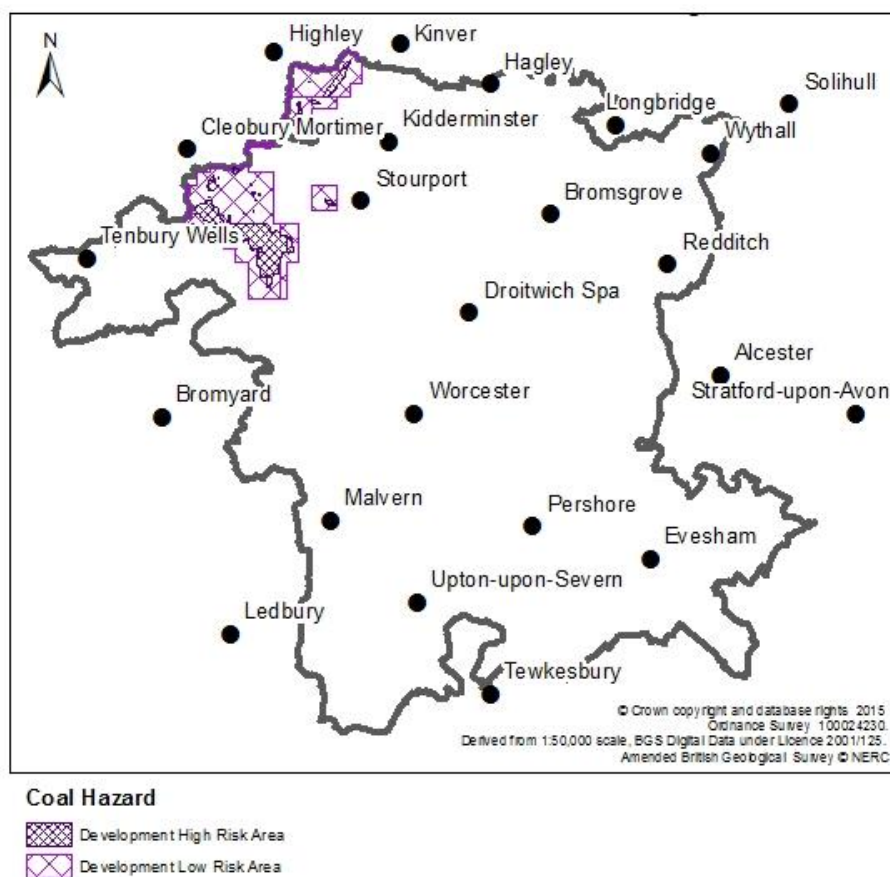 N
Highley
Kinver
Hagley
Solihull
Longbridge
Cleobury Mortimer
Kidderminster
Wythall
Stourport
Bromsgrove
Tenbury Wells
Redditch
Droitwich Spa
Alcester
Bromyard
Worcester
Stratford-upon-Avon
Malvern
Pershore
Evesham
Upton-upon-Severn
Ledbury
Tewkesbury
© Crown copyright and database rights 2015
Ordnance Survey 100024230.
Derived from 1:50,000 scale, BGS Digital Data under Licence 2001/125.
Amended British Geological Survey © NERC
Coal Hazard
Development High Risk Area
Development Low Risk Area